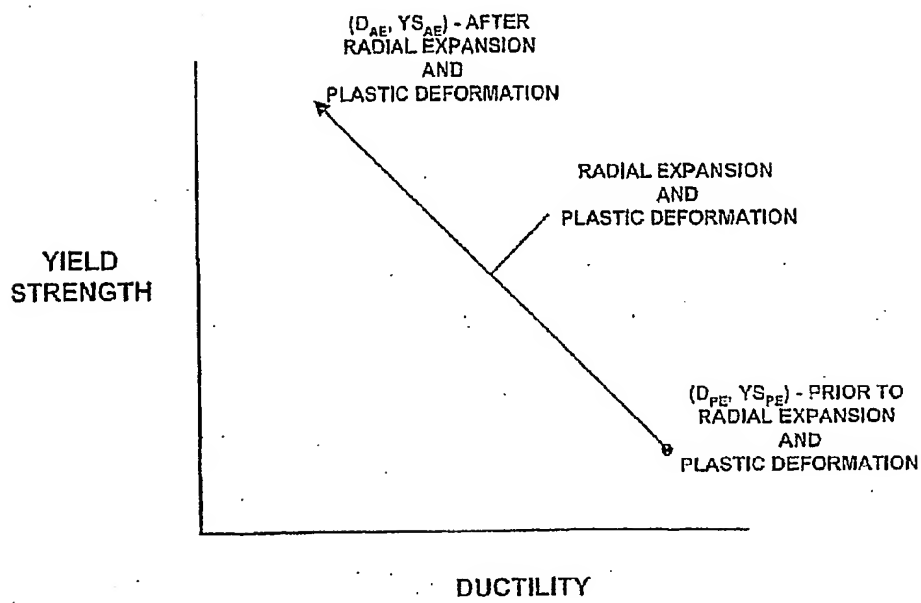 (D_AE, YS_AE) - AFTER
RADIAL EXPANSION
AND
PLASTIC DEFORMATION
RADIAL EXPANSION
AND
PLASTIC DEFORMATION
YIELD
STRENGTH
(D_PE, YS_PE) - PRIOR TO
RADIAL EXPANSION
AND
PLASTIC DEFORMATION
DUCTILITY